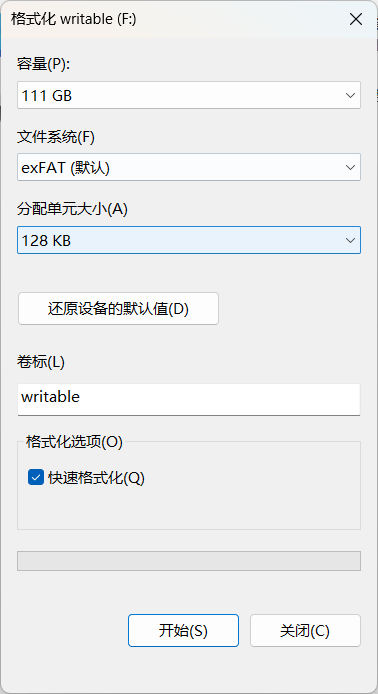 格式化 writable (F:)
容量(P):
111 GB
文件系统(F)
exFAT (默认)
分配单元大小(A)
128 KB
还原设备的默认值(D)
卷标(L)
writable
格式化选项(O)
快速格式化(Q)
开始(S)
关闭(C)